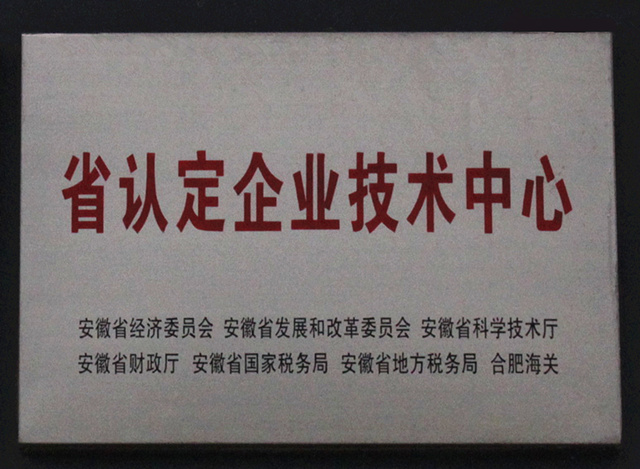 省认定企业技术中心
安徽省经济委员会 安徽省发展和改革委员会 安徽省科学技术厅
安徽省财政厅 安徽省国家税务局 安徽省地方税务局 合肥海关